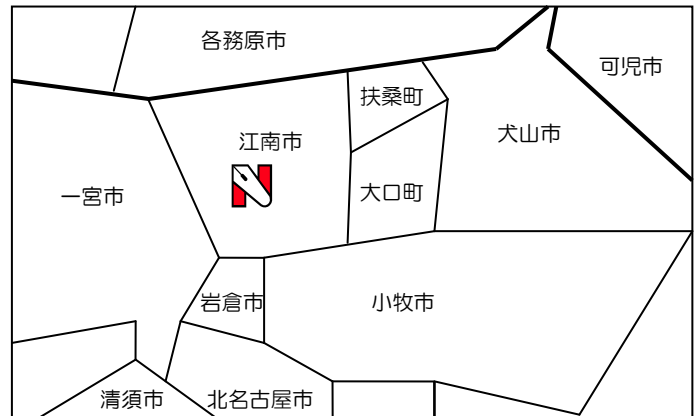 各務原市
可児市
扶桑町
犬山市
江南市
一宮市
大口町
岩倉市
小牧市
清須市
北名古屋市